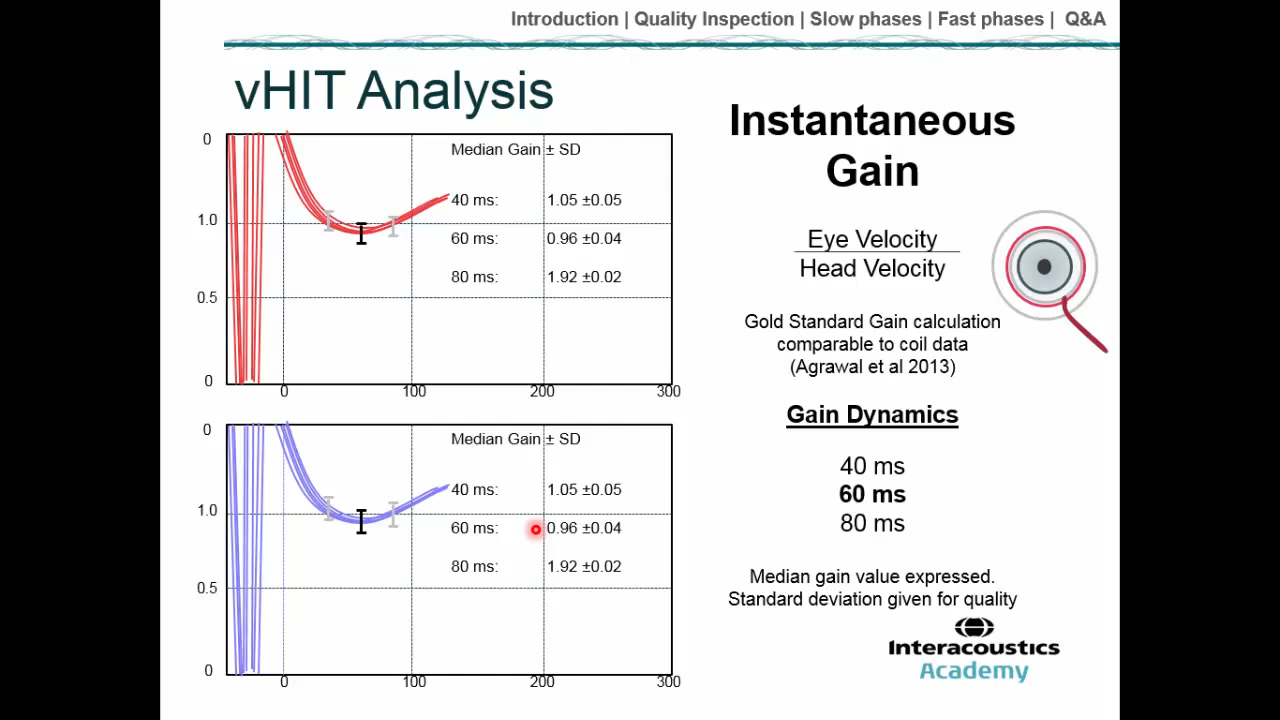 Introduction | Quality Inspection | Slow phases | Fast phases | Q&A
vHIT Analysis
0
1.0
0.5
0
0
100
200
300
Median Gain ± SD
40 ms: 1.05 ±0.05
60 ms: 0.96 ±0.04
80 ms: 1.92 ±0.02
0
1.0
0.5
0
0
100
200
300
Median Gain ± SD
40 ms: 1.05 ±0.05
60 ms: 0.96 ±0.04
80 ms: 1.92 ±0.02
Instantaneous
Gain
Eye Velocity
Head Velocity
Gold Standard Gain calculation
comparable to coil data
(Agrawal et al 2013)
Gain Dynamics
40 ms
60 ms
80 ms
Median gain value expressed.
Standard deviation given for quality
Interacoustics
Academy